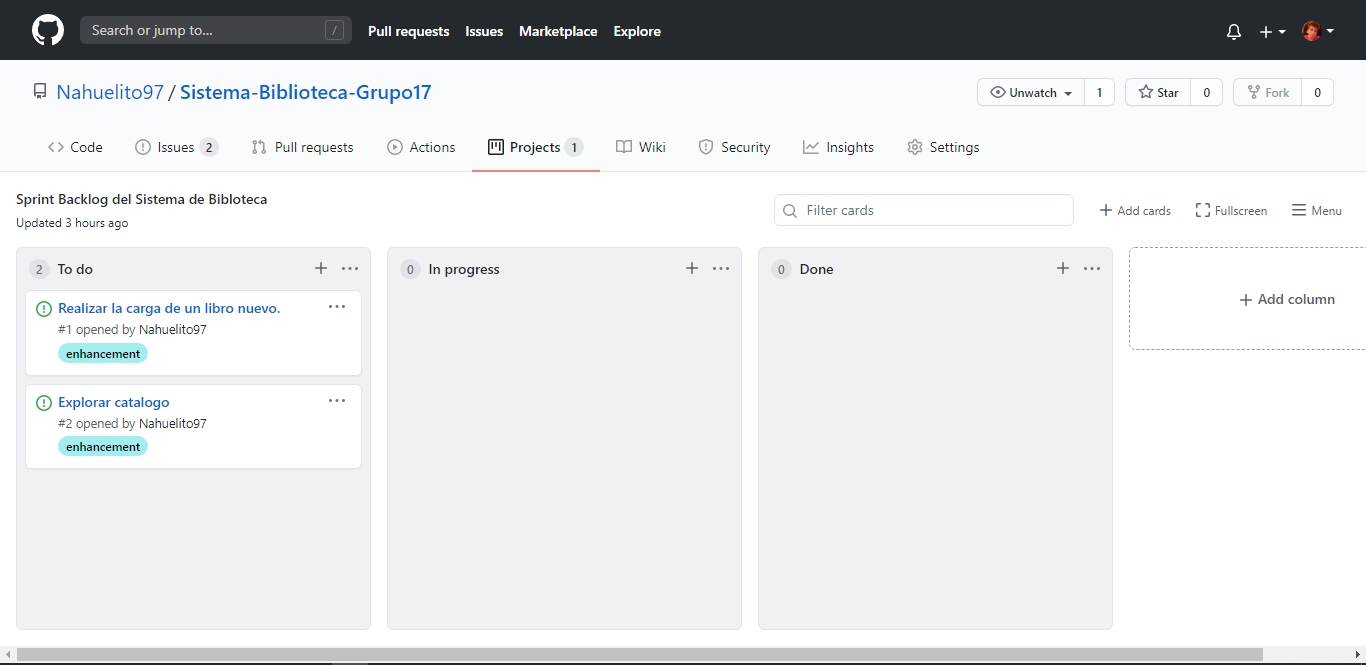 Search or jump to...
/
Pull requests
Issues
Marketplace
Explore
Nahuelito97 / Sistema-Biblioteca-Grupo17
Unwatch
1
Star
0
Fork
0
Code
Issues 2
Pull requests
Actions
Projects 1
Wiki
Security
Insights
Settings
Sprint Backlog del Sistema de Bibloteca
Updated 3 hours ago
Filter cards
Add cards
Fullscreen
Menu
2 To do
Realizar la carga de un libro nuevo.
#1 opened by Nahuelito97
enhancement
Explorar catalogo
#2 opened by Nahuelito97
enhancement
0 In progress
0 Done
Add column